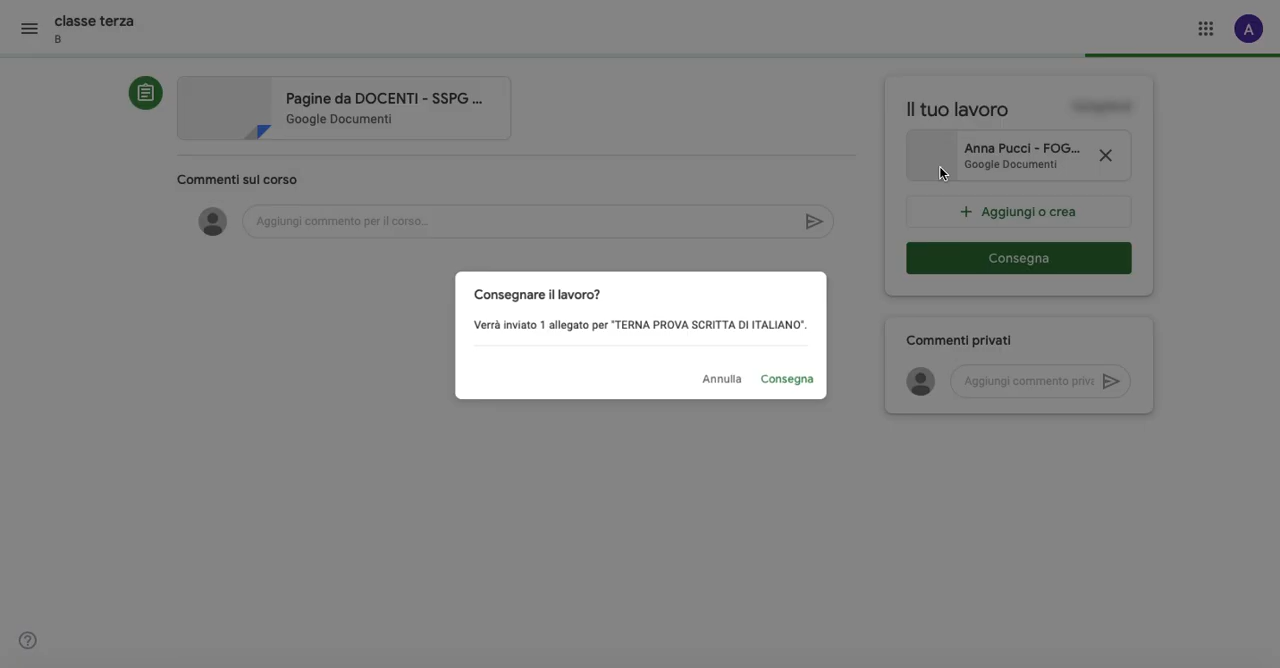 classe terza
B
A
Pagine da DOCENTI - SSPG ...
Google Documenti
Commenti sul corso
Aggiungi commento per il corso...
Il tuo lavoro
Anna Pucci - FOG...
Google Documenti
Aggiungi o crea
Consegna
Consegnare il lavoro?
Verrà inviato 1 allegato per "TERNA PROVA SCRITTA DI ITALIANO".
Annulla
Consegna
Commenti privati
Aggiungi commento priva